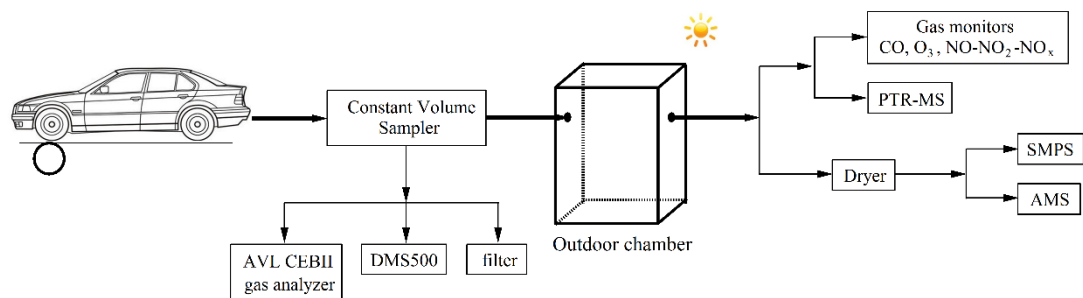 Gas monitors
CO, O₃, NO-NO₂-NOₓ
PTR-MS
Constant Volume
Sampler
SMPS
Dryer
AMS
Outdoor chamber
AVL CEBII
gas analyzer
DMS500
filter